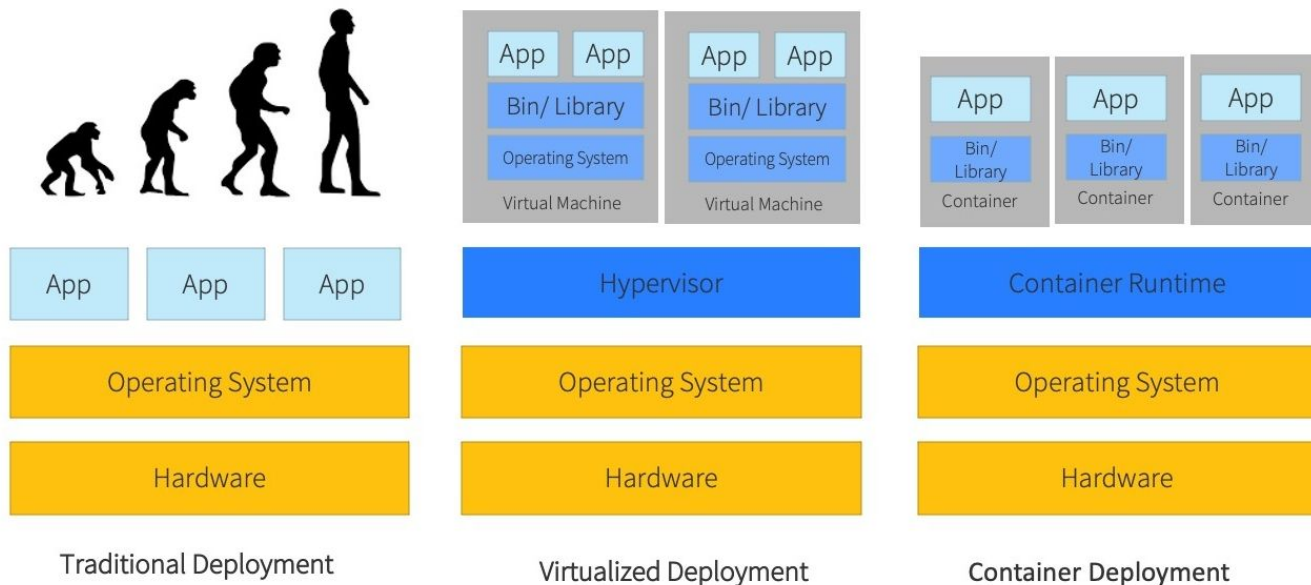 App
App
App
Operating System
Hardware
Traditional Deployment
App App
Bin/ Library
Operating System
Virtual Machine
App App
Bin/ Library
Operating System
Virtual Machine
Hypervisor
Operating System
Hardware
Virtualized Deployment
App
Bin/
Library
Container
App
Bin/
Library
Container
App
Bin/
Library
Container
Container Runtime
Operating System
Hardware
Container Deployment